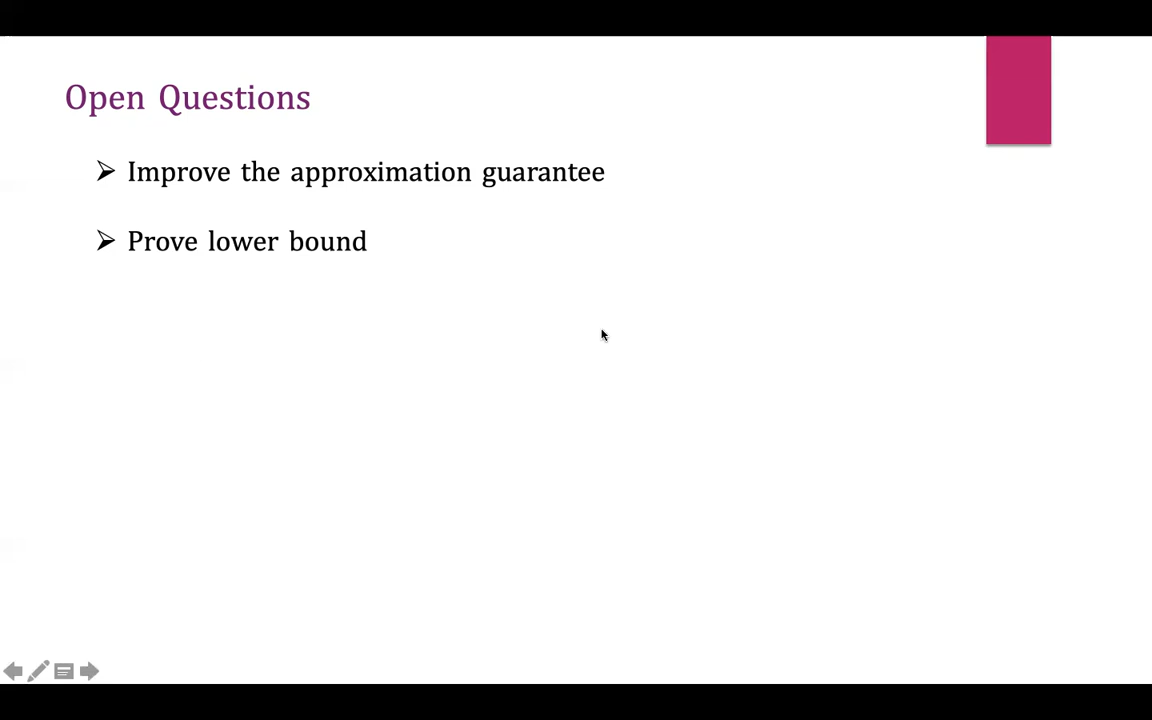 Open Questions
➢ Improve the approximation guarantee
➢ Prove lower bound